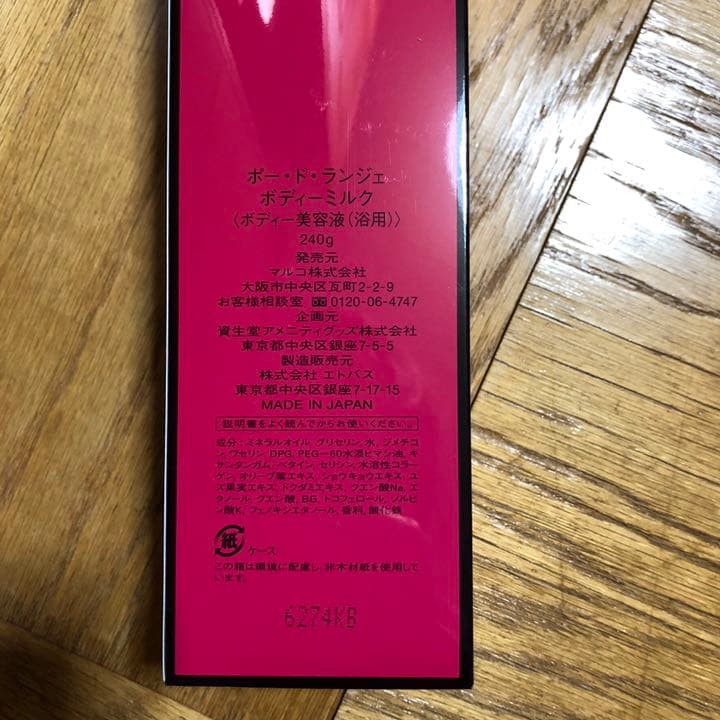 ポー・ド・ランジェ
ボディーミルク
〈ボディー美容液（浴用）〉
240g
発売元
マルコ株式会社
大阪市中央区瓦町2-2-9
お客様相談室 0120-06-4747
企画元
資生堂アメニティグッズ株式会社
東京都中央区銀座7-5-5
製造販売元
株式会社 エトバス
東京都中央区銀座7-17-15
MADE IN JAPAN
説明書をよく読んでからお使いください。
成分：ミネラルオイル, グリセリン, 水, ジメチコ
ン, ワセリン, DPG, PEG－60水添ヒマシ油, キ
サンタンガム, ベタイン, セリシン, 水溶性コラー
ゲン, オリーブ葉エキス, ショウキョウエキス, ユ
ズ果実エキス, ドクダミエキス, クエン酸Na, エ
タノール, クエン酸, BG, トコフェロール, ソルビ
ン酸K, フェノキシエタノール, 香料, 酸化鉄
紙 ケース
この箱は環境に配慮し, 非木材紙を使用して
います。
6274KB